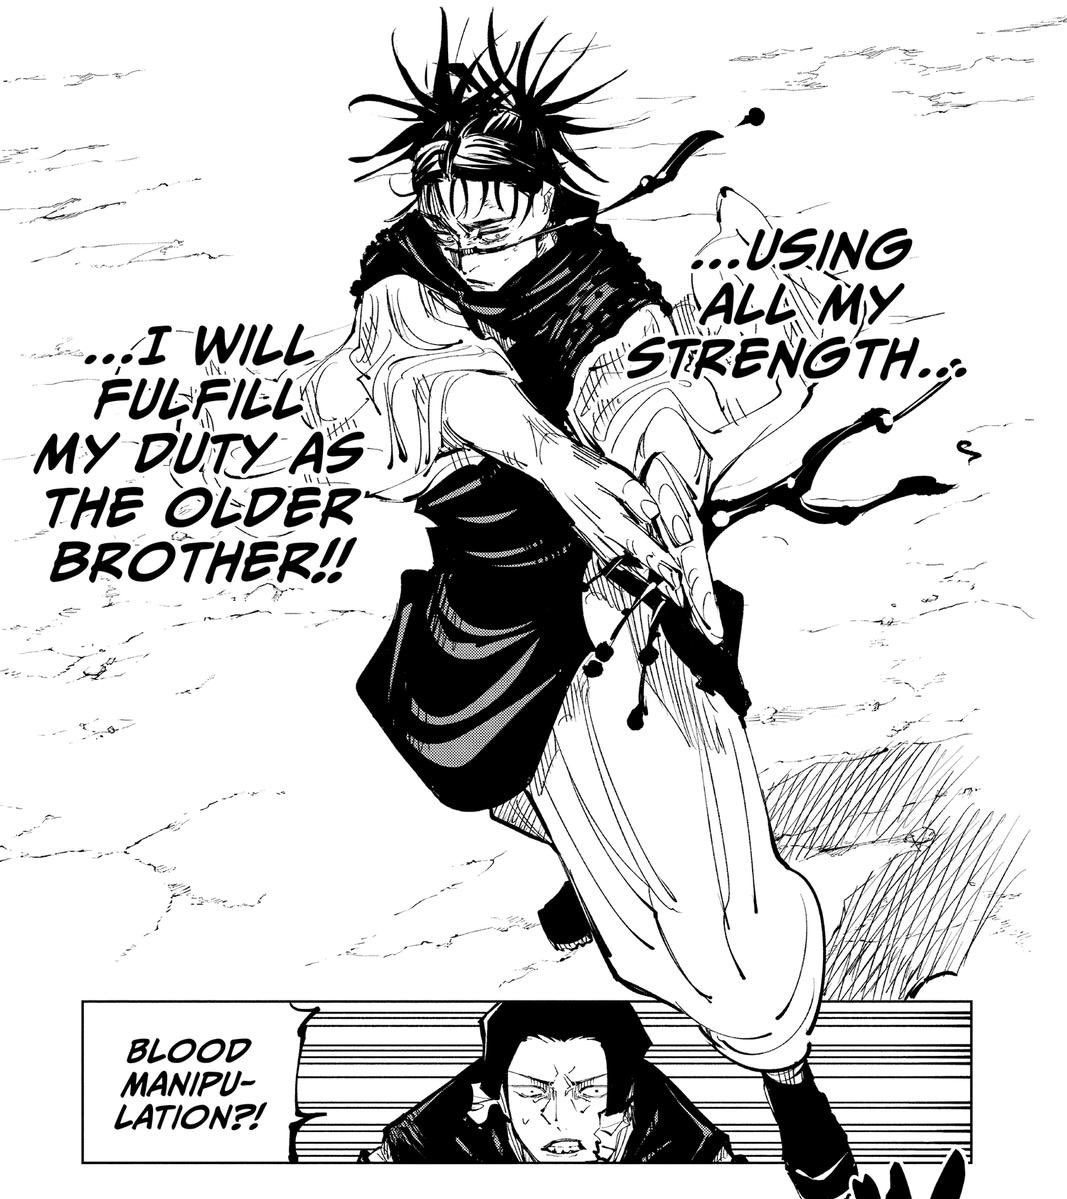 ...USING
ALL MY
STRENGTH...
...I WILL
FULFILL
MY DUTY AS
THE OLDER
BROTHER!!
BLOOD
MANIPU-
LATION?!